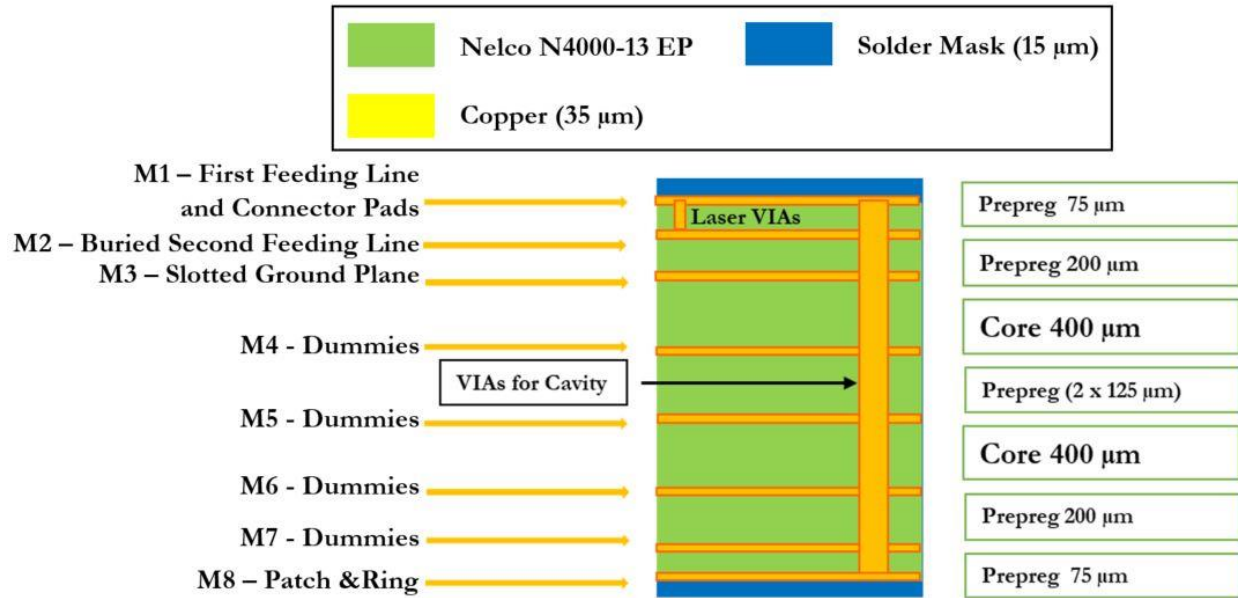 Nelco N4000-13 EP
Solder Mask (15 µm)
Copper (35 µm)
M1 – First Feeding Line
and Connector Pads
M2 – Buried Second Feeding Line
M3 – Slotted Ground Plane
M4 - Dummies
VIAs for Cavity
M5 - Dummies
M6 - Dummies
M7 - Dummies
M8 – Patch &Ring
Laser VIAs
Prepreg 75 µm
Prepreg 200 µm
Core 400 µm
Prepreg (2 x 125 µm)
Core 400 µm
Prepreg 200 µm
Prepreg 75 µm